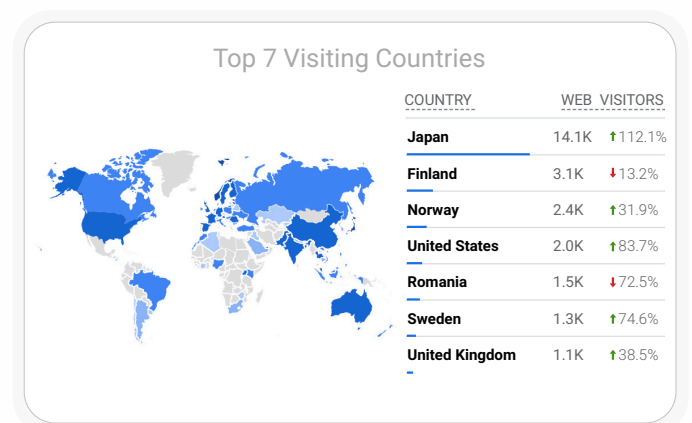 Top 7 Visiting Countries
COUNTRY WEB VISITORS
Japan 14.1K 112.1%
Finland 3.1K 13.2%
Norway 2.4K 31.9%
United States 2.0K 83.7%
Romania 1.5K 72.5%
Sweden 1.3K 74.6%
United Kingdom 1.1K 38.5%